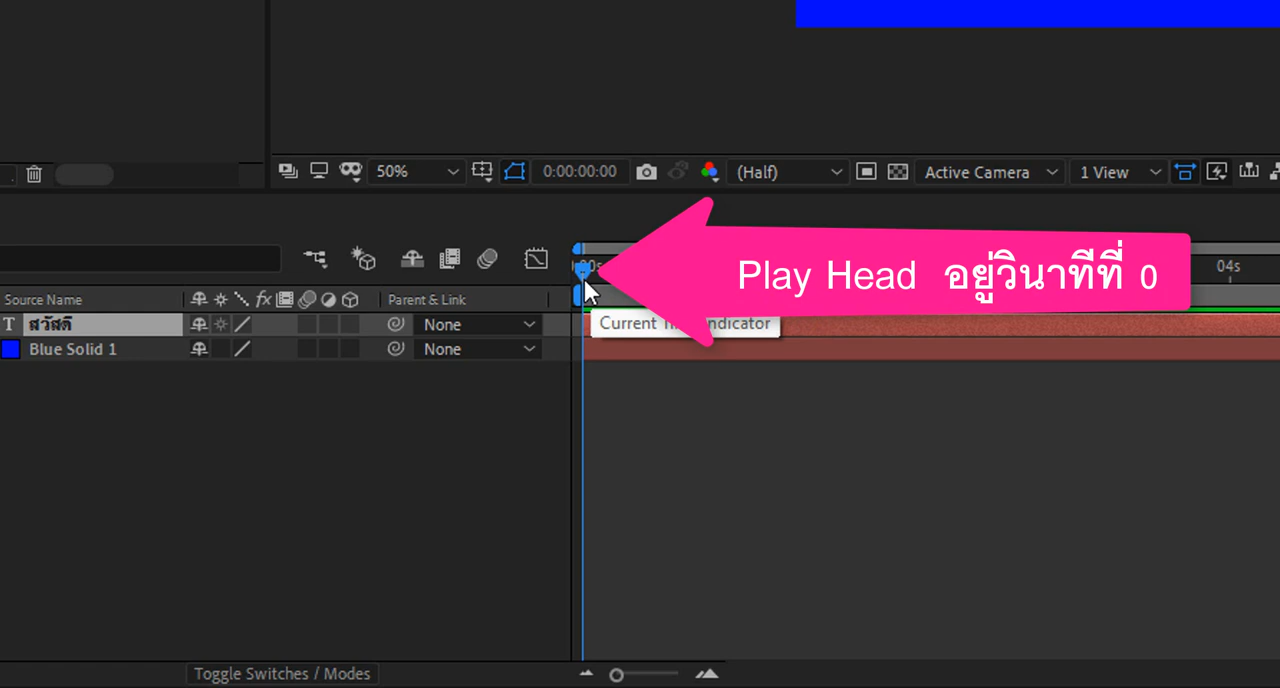 50%
0:00:00:00
(Half)
Active Camera
1 View
Play Head อยู่วินาทีที่ 0
04s
Source Name
fx
Parent & Link
T สวัสดี
None
Current
ndicator
Blue Solid 1
None
Toggle Switches / Modes